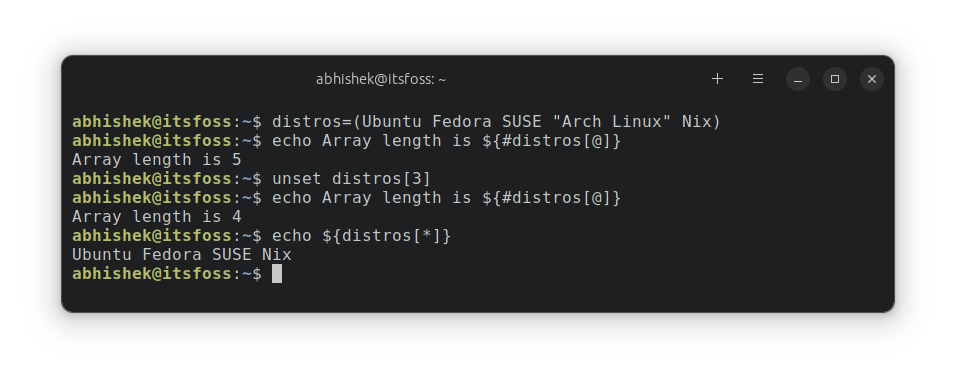 abhishek@itsfoss: ~
abhishek@itsfoss:~$ distros=(Ubuntu Fedora SUSE "Arch Linux" Nix)
abhishek@itsfoss:~$ echo Array length is ${#distros[@]}
Array length is 5
abhishek@itsfoss:~$ unset distros[3]
abhishek@itsfoss:~$ echo Array length is ${#distros[@]}
Array length is 4
abhishek@itsfoss:~$ echo ${distros[*]}
Ubuntu Fedora SUSE Nix
abhishek@itsfoss:~$